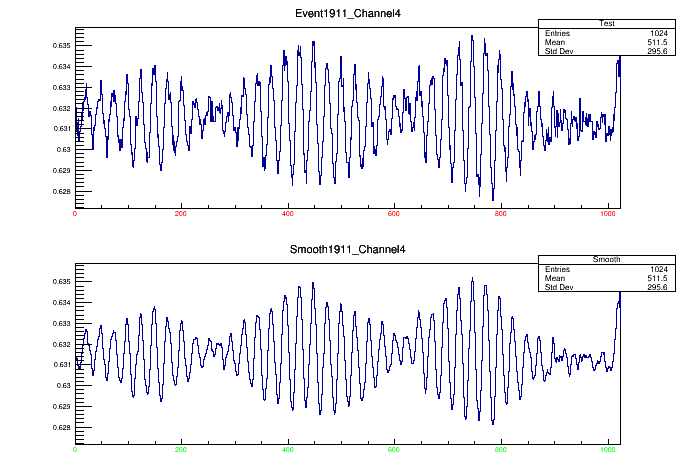 Event1911_Channel4
Test
Entries 1024
Mean 511.5
Std Dev 295.6
0.635
0.634
0.633
0.632
0.631
0.63
0.629
0.628
0 200 400 600 800 1000
Smooth1911_Channel4
Smooth
Entries 1024
Mean 511.5
Std Dev 295.6
0.635
0.634
0.633
0.632
0.631
0.63
0.629
0.628
0 200 400 600 800 1000